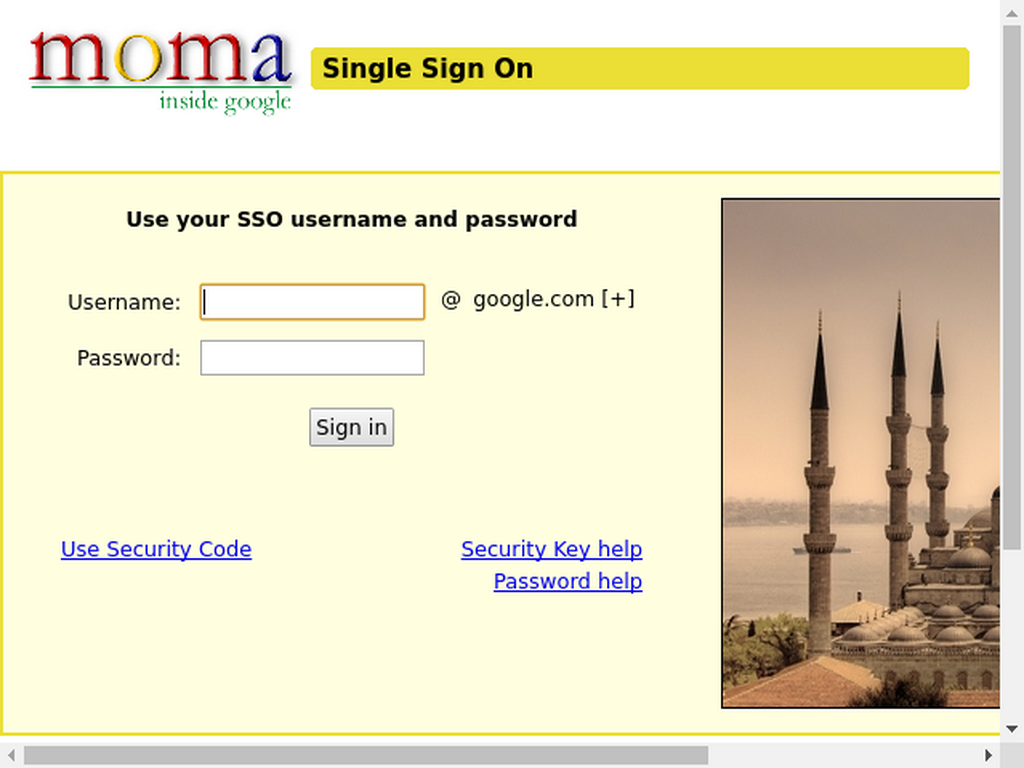 moma
inside google
Single Sign On
Use your SSO username and password
Username:
@ google.com [+]
Password:
Sign in
Use Security Code
Security Key help
Password help